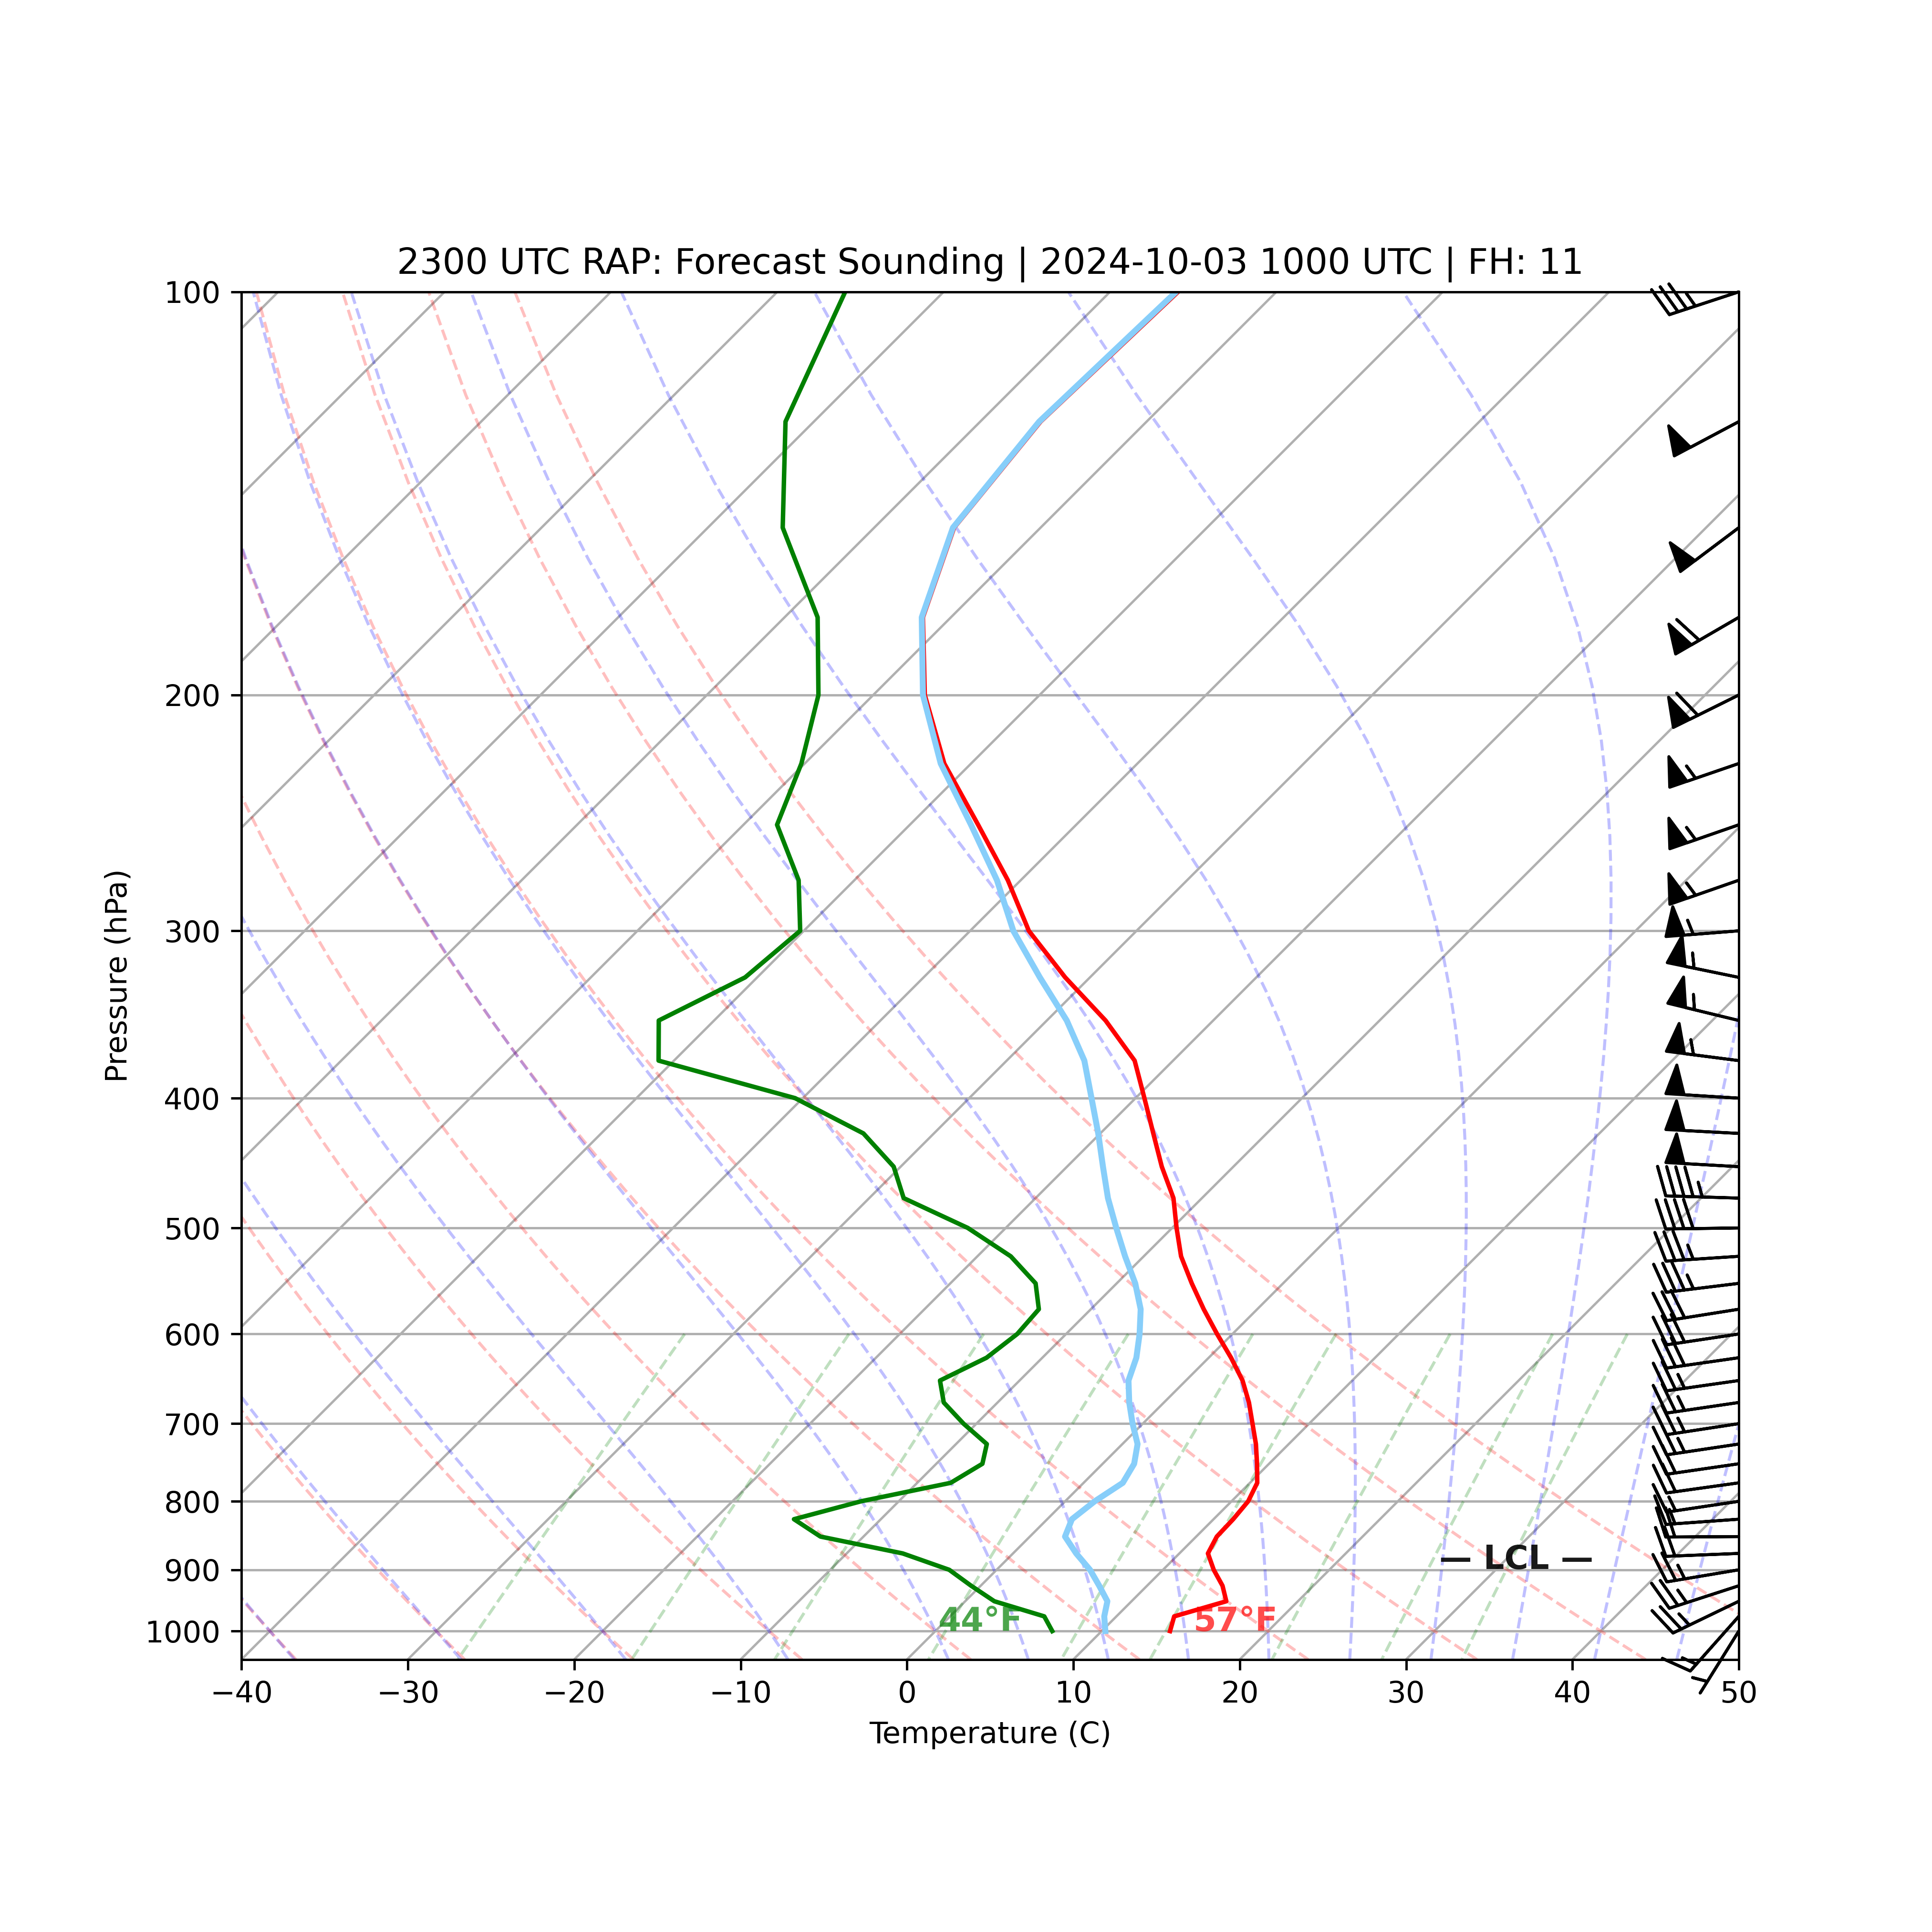 2300 UTC RAP: Forecast Sounding | 2024-10-03 1000 UTC | FH: 11
100
200
300
400
500
600
700
800
900
1000
Pressure (hPa)
— LCL —
44°F
57°F
−40 −30 −20 −10 0 10 20 30 40 50
Temperature (C)